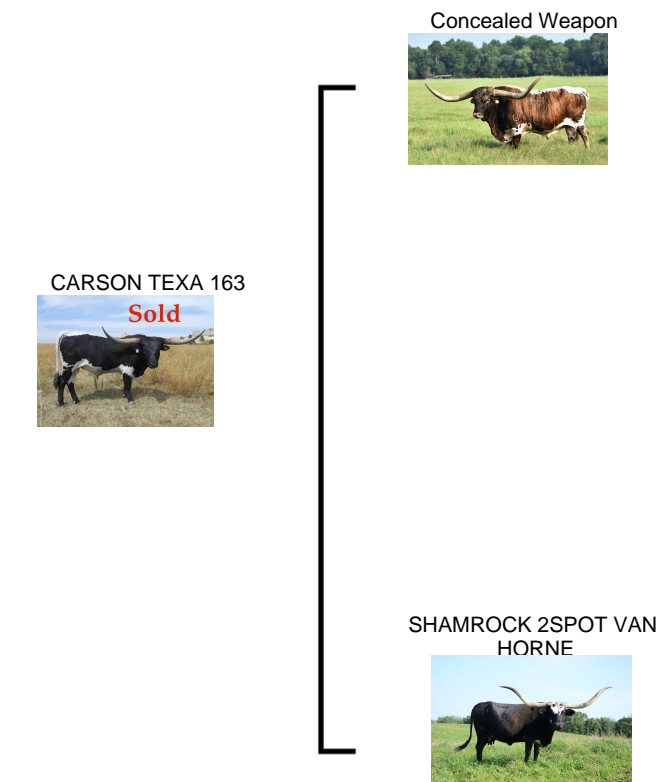 Concealed Weapon
CARSON TEXA 163
Sold
SHAMROCK 2SPOT VAN
HORNE